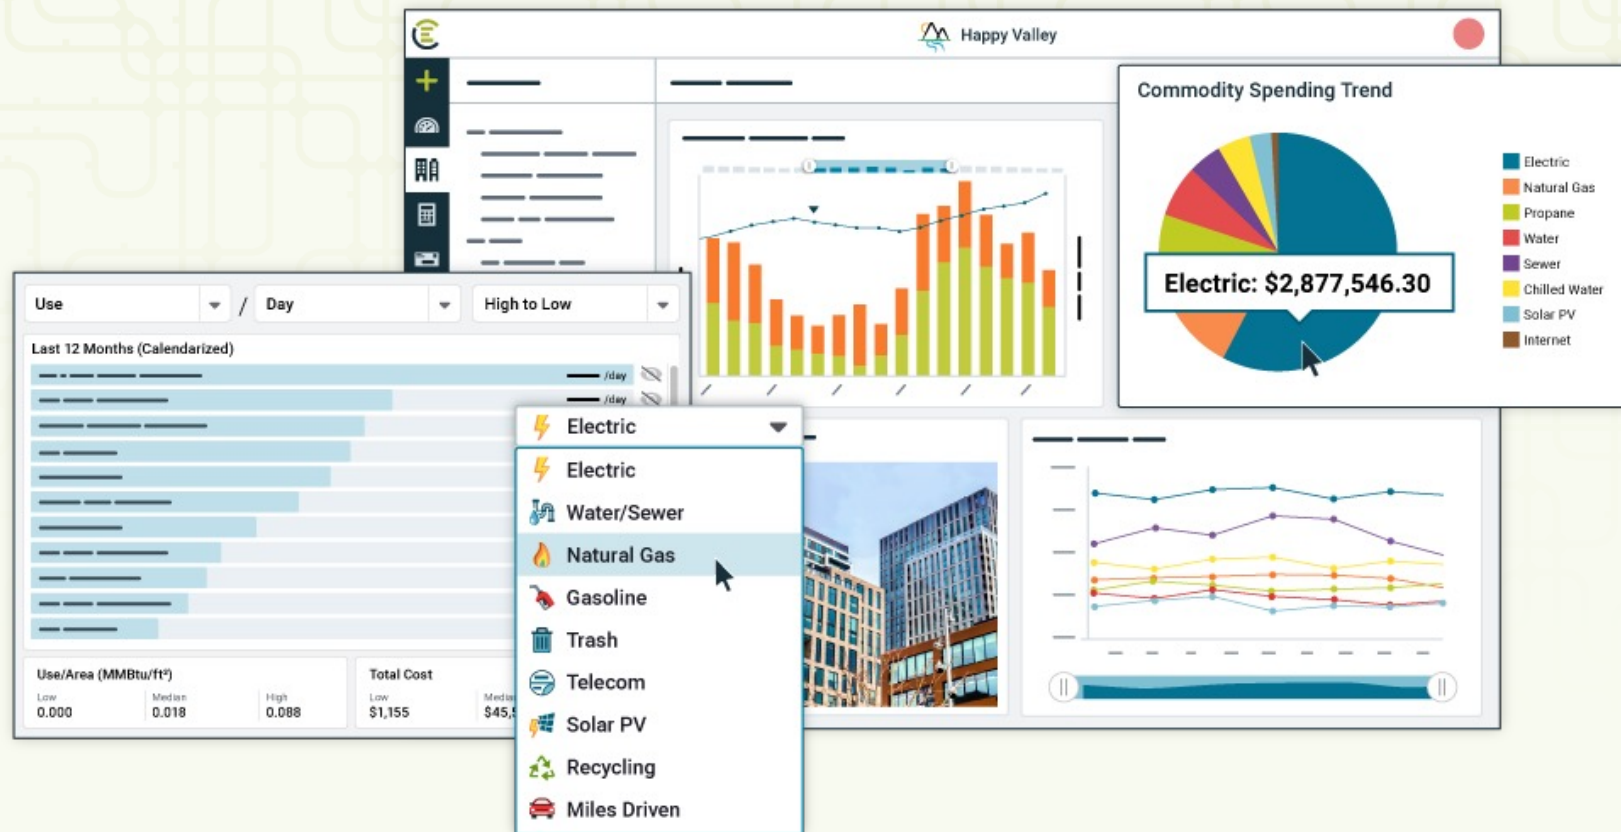 Happy Valley
Commodity Spending Trend
Electric
Natural Gas
Propane
Water
Sewer
Chilled Water
Solar PV
Internet
Electric: $2,877,546.30
Use / Day High to Low
Last 12 Months (Calendarized)
/day
/day
Electric
Electric
Water/Sewer
Natural Gas
Gasoline
Trash
Telecom
Solar PV
Recycling
Miles Driven
Use/Area (MMBtu/ft²)
Low Median High
0.000 0.018 0.088
Total Cost
Low
$1,155